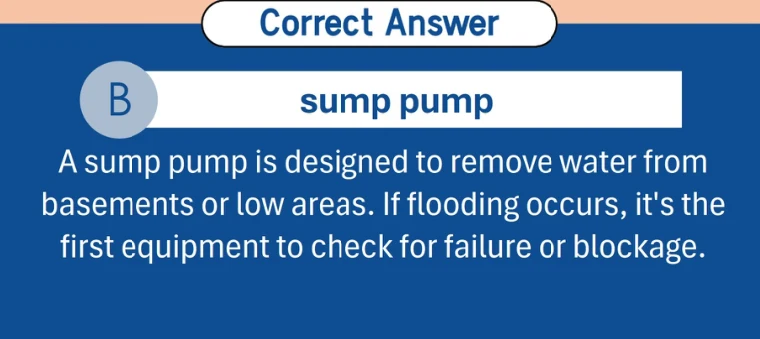 Correct Answer
B
sump pump
A sump pump is designed to remove water from
basements or low areas. If flooding occurs, it's the
first equipment to check for failure or blockage.